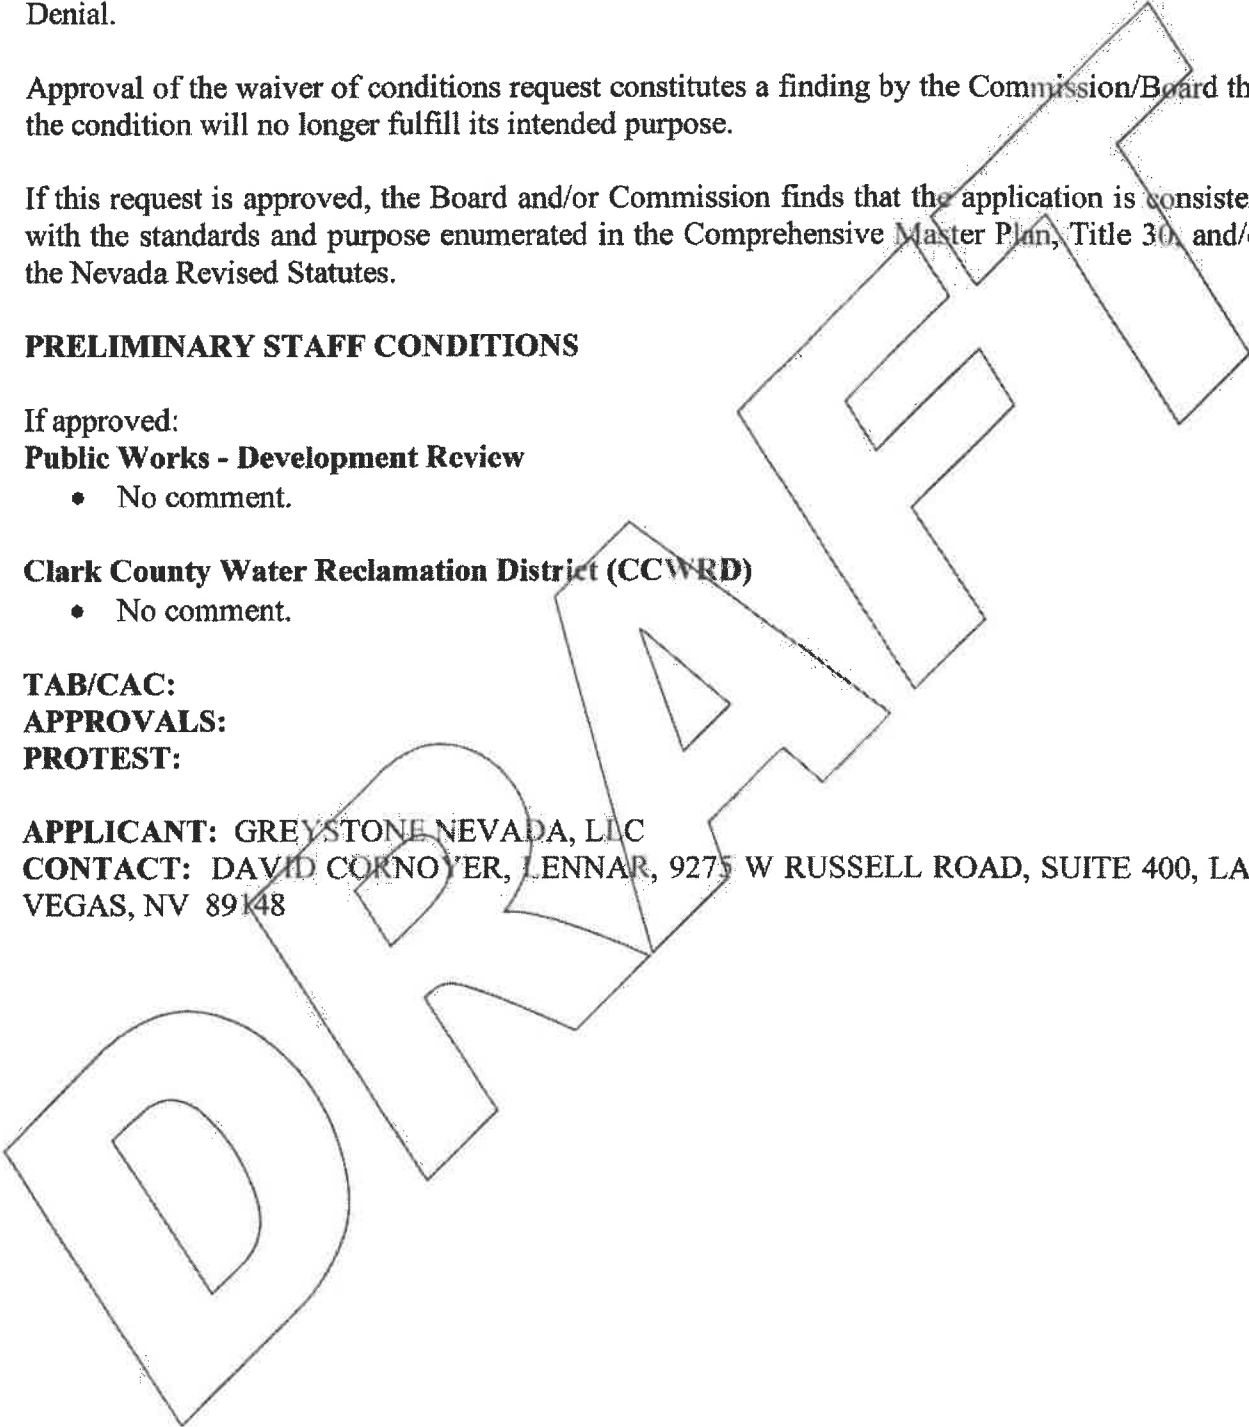 Denial.
Approval of the waiver of conditions request constitutes a finding by the Commission/Board th
the condition will no longer fulfill its intended purpose.
If this request is approved, the Board and/or Commission finds that the application is consiste
with the standards and purpose enumerated in the Comprehensive Master Plan, Title 30, and/
the Nevada Revised Statutes.
PRELIMINARY STAFF CONDITIONS
If approved:
Public Works - Development Review
• No comment.
Clark County Water Reclamation District (CCWRD)
• No comment.
TAB/CAC:
APPROVALS:
PROTEST:
APPLICANT: GREYSTONE NEVADA, LLC
CONTACT: DAVID CORNOYER, LENNAR, 9275 W RUSSELL ROAD, SUITE 400, LA
VEGAS, NV 89148
DRAFT